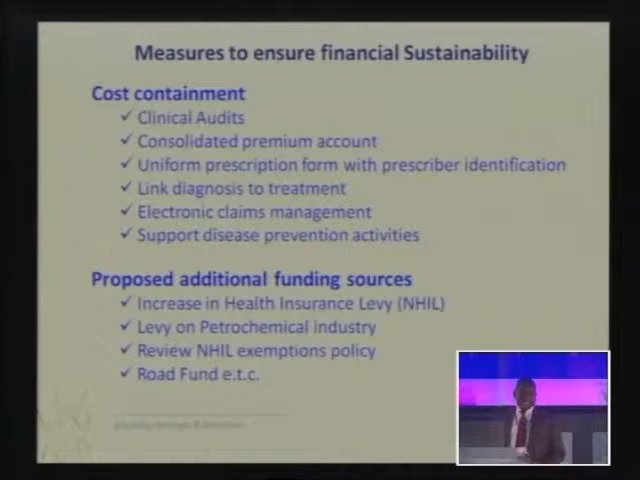 Measures to ensure financial Sustainability
Cost containment
✓ Clinical Audits
✓ Consolidated premium account
✓ Uniform prescription form with prescriber identification
✓ Link diagnosis to treatment
✓ Electronic claims management
✓ Support disease prevention activities
Proposed additional funding sources
✓ Increase in Health Insurance Levy (NHIL)
✓ Levy on Petrochemical industry
✓ Review NHIL exemptions policy
✓ Road Fund e.t.c.